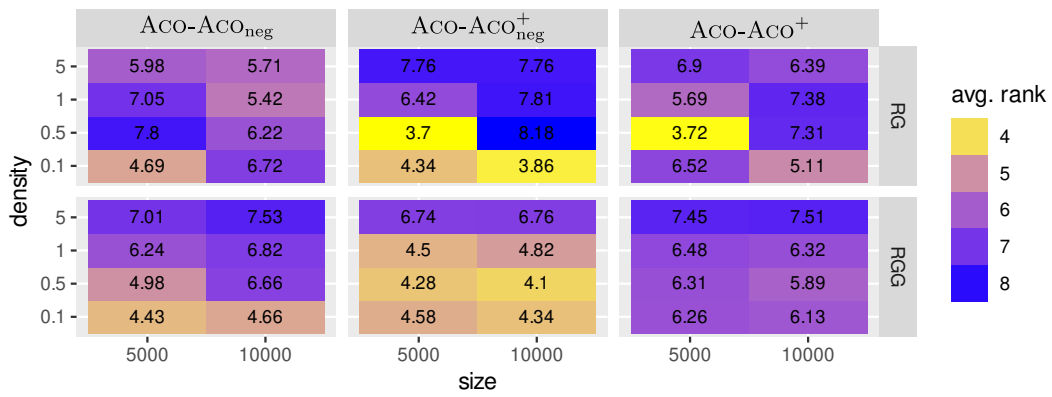 Aco-Aco_neg Aco-Aco⁺_neg Aco-Aco⁺
5 5.98 5.71 7.76 7.76 6.9 6.39
1 7.05 5.42 6.42 7.81 5.69 7.38
0.5 7.8 6.22 3.7 8.18 3.72 7.31
0.1 4.69 6.72 4.34 3.86 6.52 5.11
RG
5 7.01 7.53 6.74 6.76 7.45 7.51
1 6.24 6.82 4.5 4.82 6.48 6.32
0.5 4.98 6.66 4.28 4.1 6.31 5.89
0.1 4.43 4.66 4.58 4.34 6.26 6.13
RGG
5000 10000 5000 10000 5000 10000
size
density
avg. rank
4
5
6
7
8